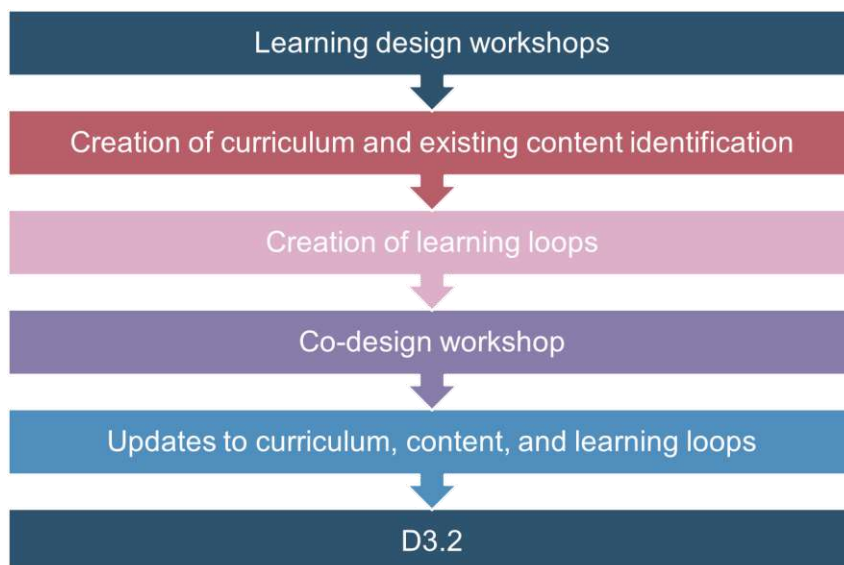 Learning design workshops
Creation of curriculum and existing content identification
Creation of learning loops
Co-design workshop
Updates to curriculum, content, and learning loops
D3.2